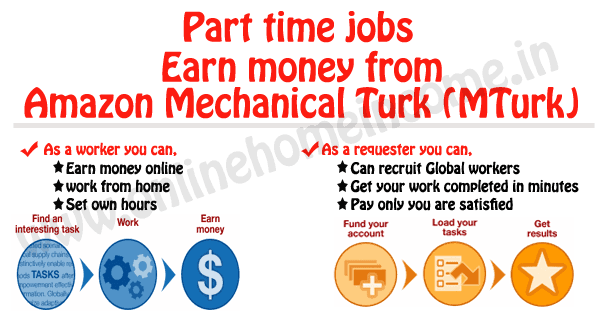 Part time jobs
Earn money from
Amazon Mechanical Turk (MTurk)
As a worker you can,
Earn money online
work from home
Set own hours
Find an
interesting task
Work
Earn
money
TASKS
$
As a requester you can,
Can recruit Global workers
Get your work completed in minutes
Pay only you are satisfied
Fund your
account
Load your
tasks
Get
results
www.onlinehomeincome.in